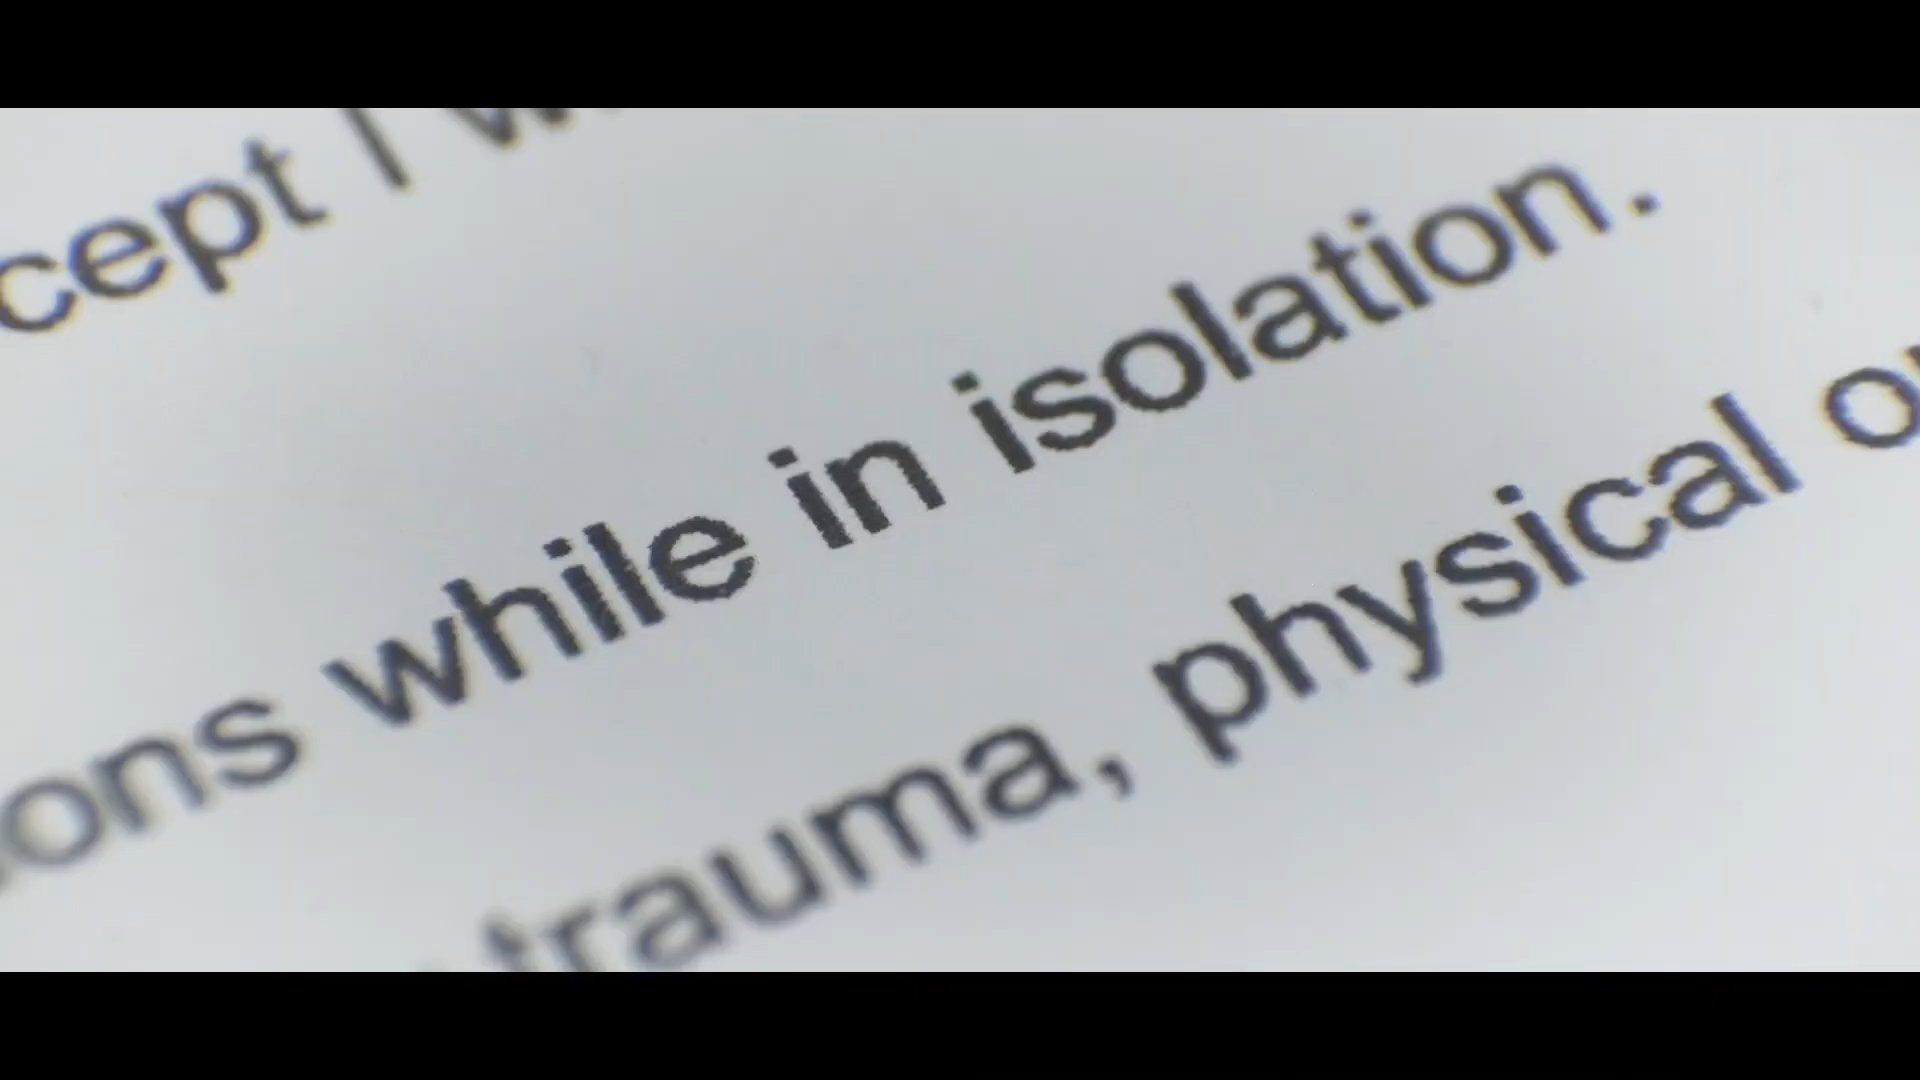 cept I
ons while in isolation.
trauma, physical o